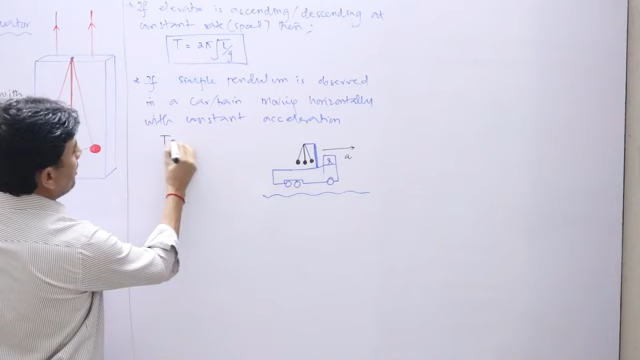 If elevator is ascending/descending at
constant rate (speed) then;
T = 2π√L/g
* If simple pendulum is observed
in a car/train moving horizontally
with constant acceleration
T =
a
with